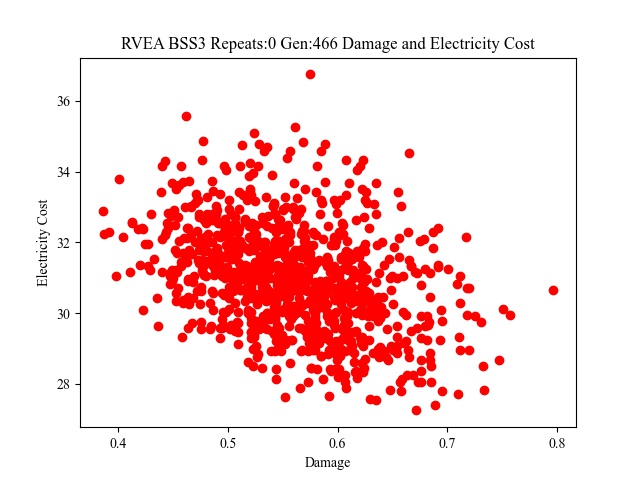 RVEA BSS3 Repeats:0 Gen:466 Damage and Electricity Cost
36
34
32
30
28
Electricity Cost
0.4 0.5 0.6 0.7 0.8
Damage